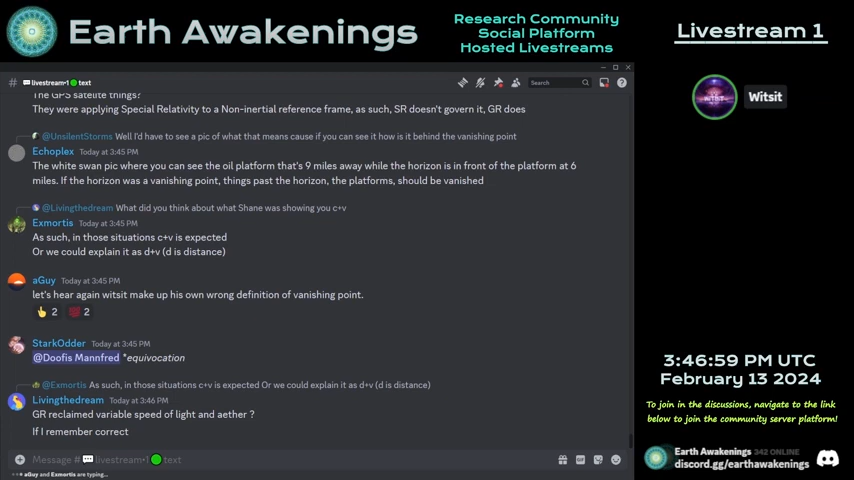 Earth Awakenings
Research Community
Social Platform
Hosted Livestreams
Livestream 1
# livestream•1 text
Search
The GPS satelite things?
They were applying Special Relativity to a Non-inertial reference frame, as such, SR doesn't govern it, GR does
@UnsilentStorms Well I'd have to see a pic of what that means cause if you can see it how is it behind the vanishing point
Echoplex Today at 3:45 PM
The white swan pic where you can see the oil platform that's 9 miles away while the horizon is in front of the platform at 6
miles. If the horizon was a vanishing point, things past the horizon, the platforms, should be vanished
@Livingthedream What did you think about what Shane was showing you c+v
Exmortis Today at 3:45 PM
As such, in those situations c+v is expected
Or we could explain it as d+v (d is distance)
aGuy Today at 3:45 PM
let's hear again witsit make up his own wrong definition of vanishing point.
2 2
StarkOdder Today at 3:45 PM
@Doofis Mannfred *equivocation
@Exmortis As such, in those situations c+v is expected Or we could explain it as d+v (d is distance)
Livingthedream Today at 3:46 PM
GR reclaimed variable speed of light and aether ?
If I remember correct
Message # livestream•1 text
GIF
aGuy and Exmortis are typing...
WITSIT
Witsit
3:46:59 PM UTC
February 13 2024
To join in the discussions, navigate to the link
below to join the community server platform!
Earth Awakenings 342 ONLINE
discord.gg/earthawakenings